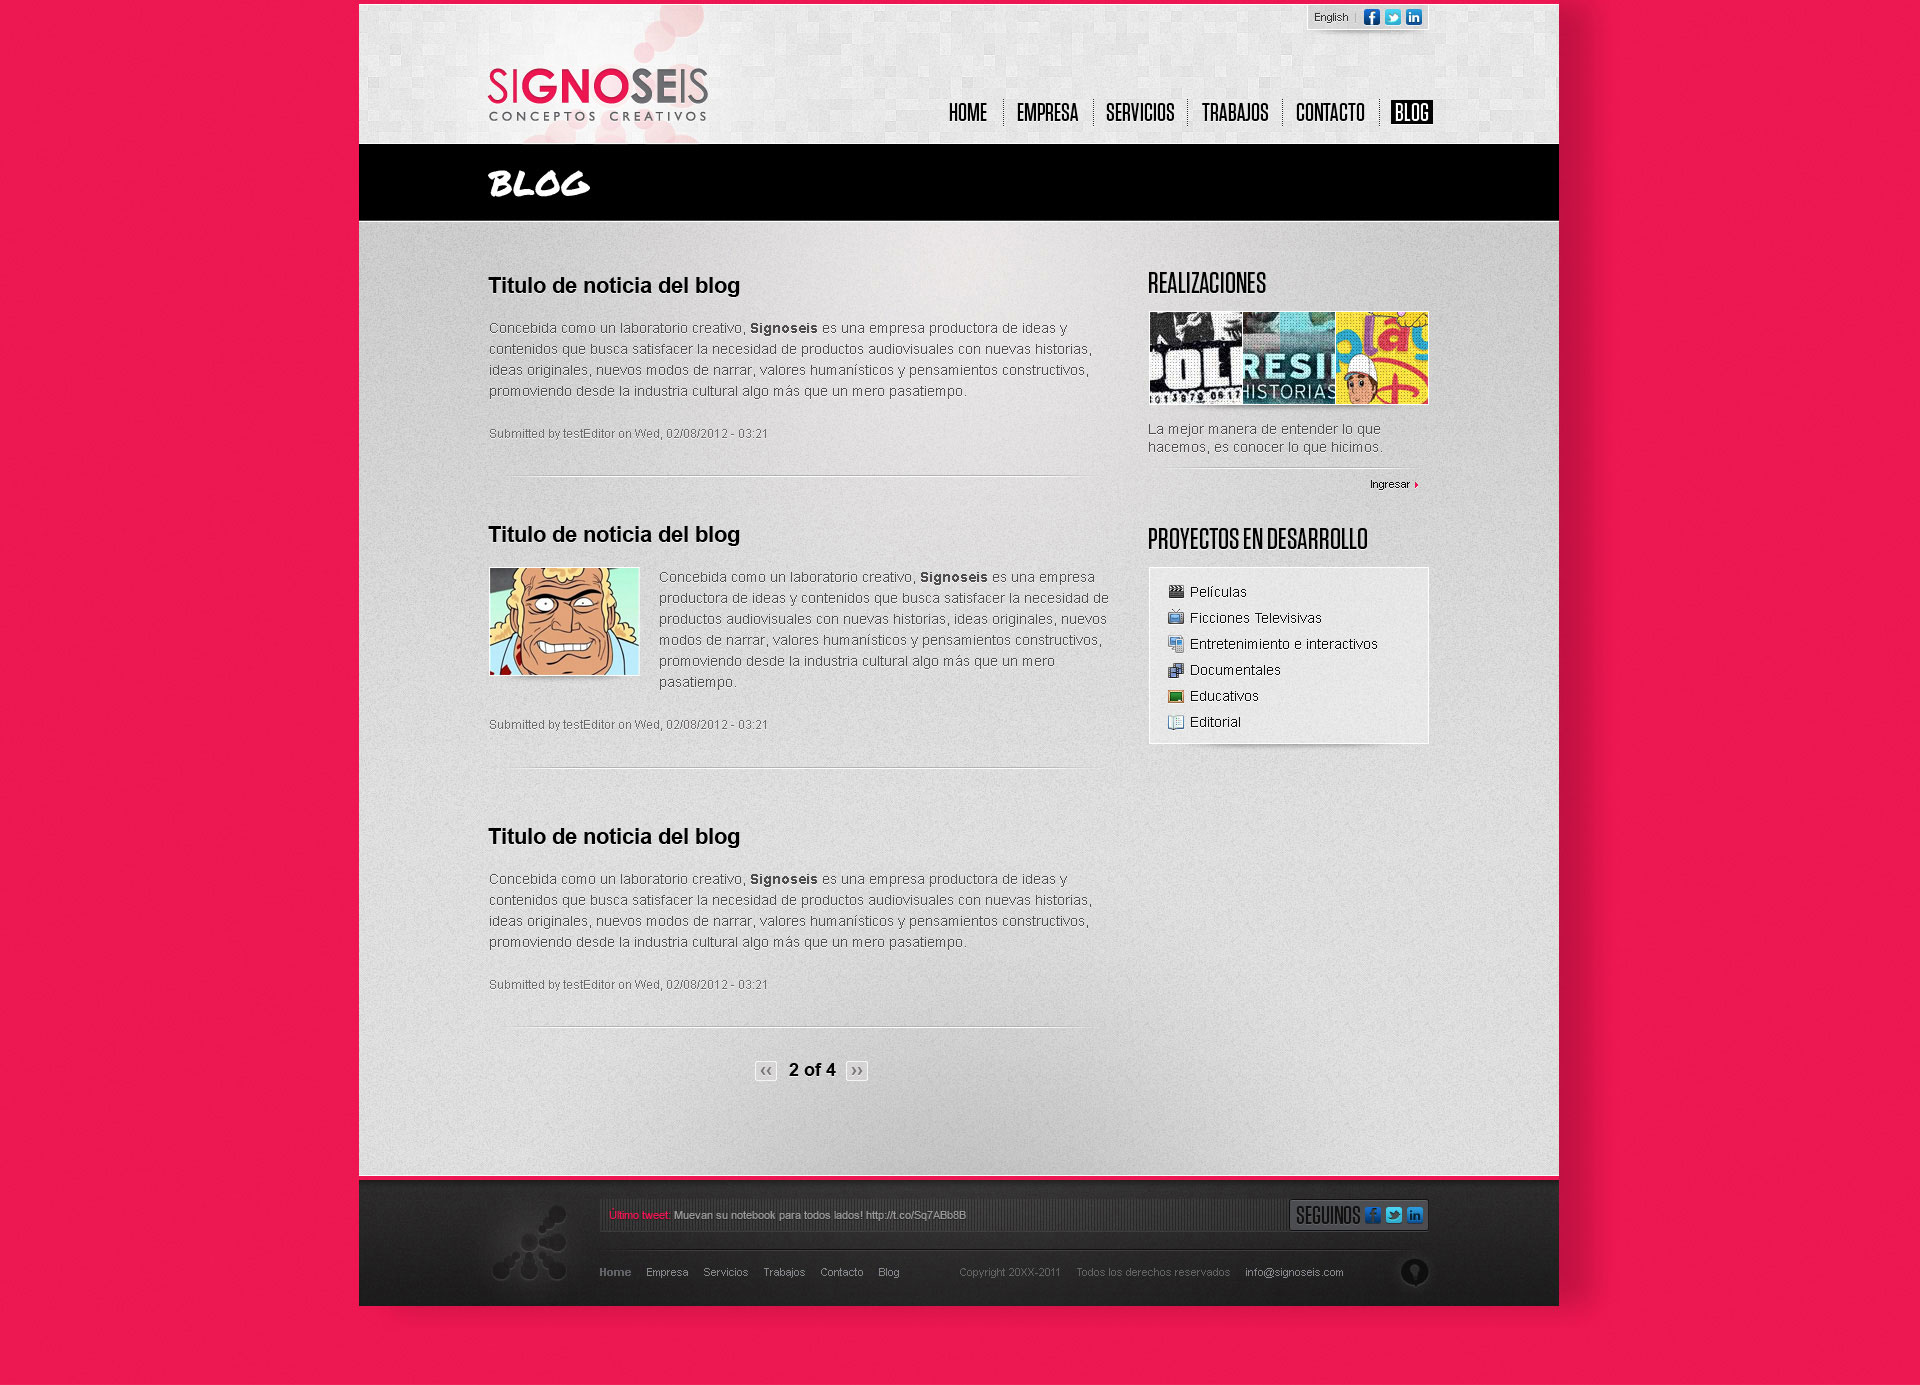 English
SIGNOSEIS
CONCEPTOS CREATIVOS
HOME EMPRESA SERVICIOS TRABAJOS CONTACTO BLOG
BLOG
Titulo de noticia del blog
Concebida como un laboratorio creativo, Signoseis es una empresa productora de ideas y
contenidos que busca satisfacer la necesidad de productos audiovisuales con nuevas historias,
ideas originales, nuevos modos de narrar, valores humanísticos y pensamientos constructivos,
promoviendo desde la industria cultural algo más que un mero pasatiempo.
Submitted by testEditor on Wed, 02/08/2012 - 03:21
Titulo de noticia del blog
Concebida como un laboratorio creativo, Signoseis es una empresa
productora de ideas y contenidos que busca satisfacer la necesidad de
productos audiovisuales con nuevas historias, ideas originales, nuevos
modos de narrar, valores humanísticos y pensamientos constructivos,
promoviendo desde la industria cultural algo más que un mero
pasatiempo.
Submitted by testEditor on Wed, 02/08/2012 - 03:21
Titulo de noticia del blog
Concebida como un laboratorio creativo, Signoseis es una empresa productora de ideas y
contenidos que busca satisfacer la necesidad de productos audiovisuales con nuevas historias,
ideas originales, nuevos modos de narrar, valores humanísticos y pensamientos constructivos,
promoviendo desde la industria cultural algo más que un mero pasatiempo.
Submitted by testEditor on Wed, 02/08/2012 - 03:21
‹‹ 2 of 4 ››
REALIZACIONES
POL
RESI
HISTORIAS
La mejor manera de entender lo que
hacemos, es conocer lo que hicimos.
Ingresar
PROYECTOS EN DESARROLLO
Películas
Ficciones Televisivas
Entretenimiento e interactivos
Documentales
Educativos
Editorial
Último tweet: Muevan su notebook para todos lados! http://t.co/Sq7ABb8B
SEGUINOS
Home Empresa Servicios Trabajos Contacto Blog Copyright 20XX-2011 Todos los derechos reservados info@signoseis.com